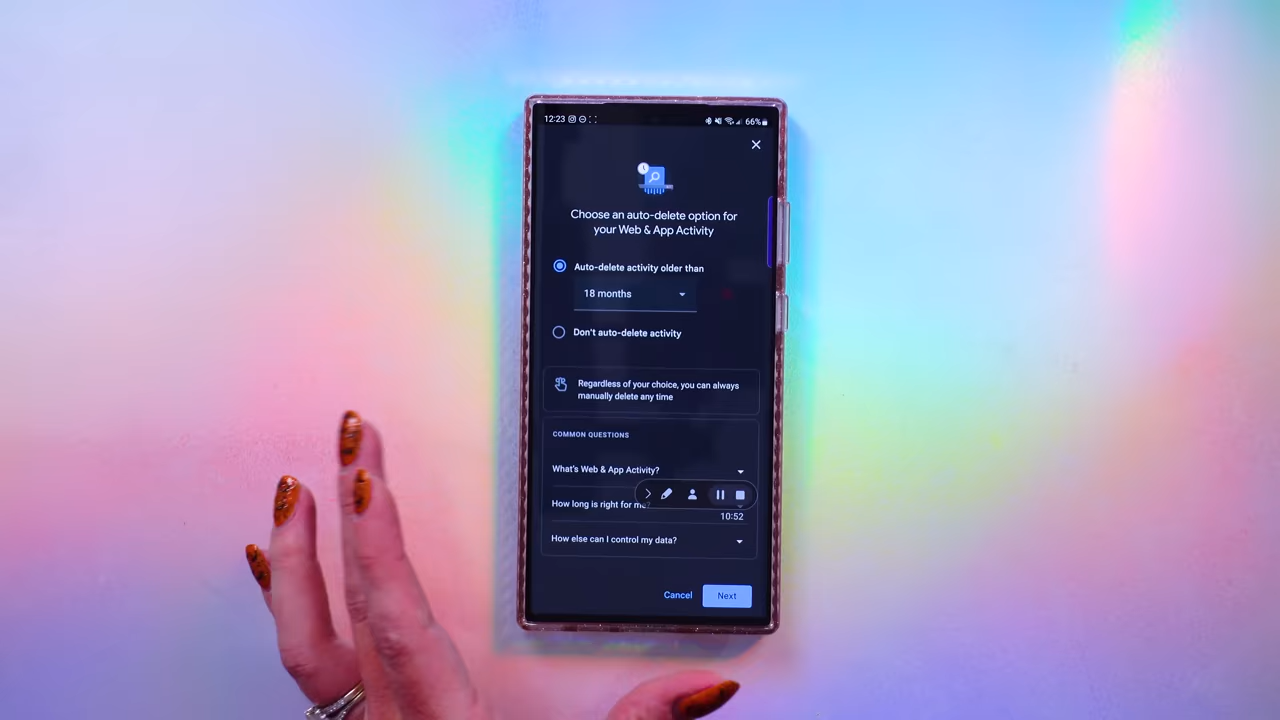 12:23
66%
Choose an auto-delete option for
your Web & App Activity
Auto-delete activity older than
18 months
Don't auto-delete activity
Regardless of your choice, you can always
manually delete any time
COMMON QUESTIONS
What's Web & App Activity?
How long is right for me?
10:52
How else can I control my data?
Cancel
Next